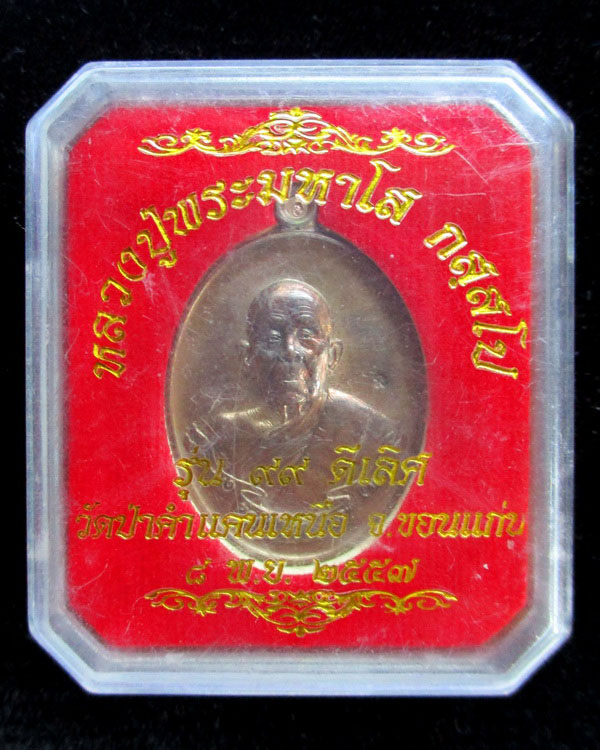 หลวงปู่พระมหาโส กสฺสโป
รุ่น ๙๙ ดีเลิศ
วัดป่าคำแคนเหนือ จ.ขอนแก่น
๘ พ.ย. ๒๕๕๗